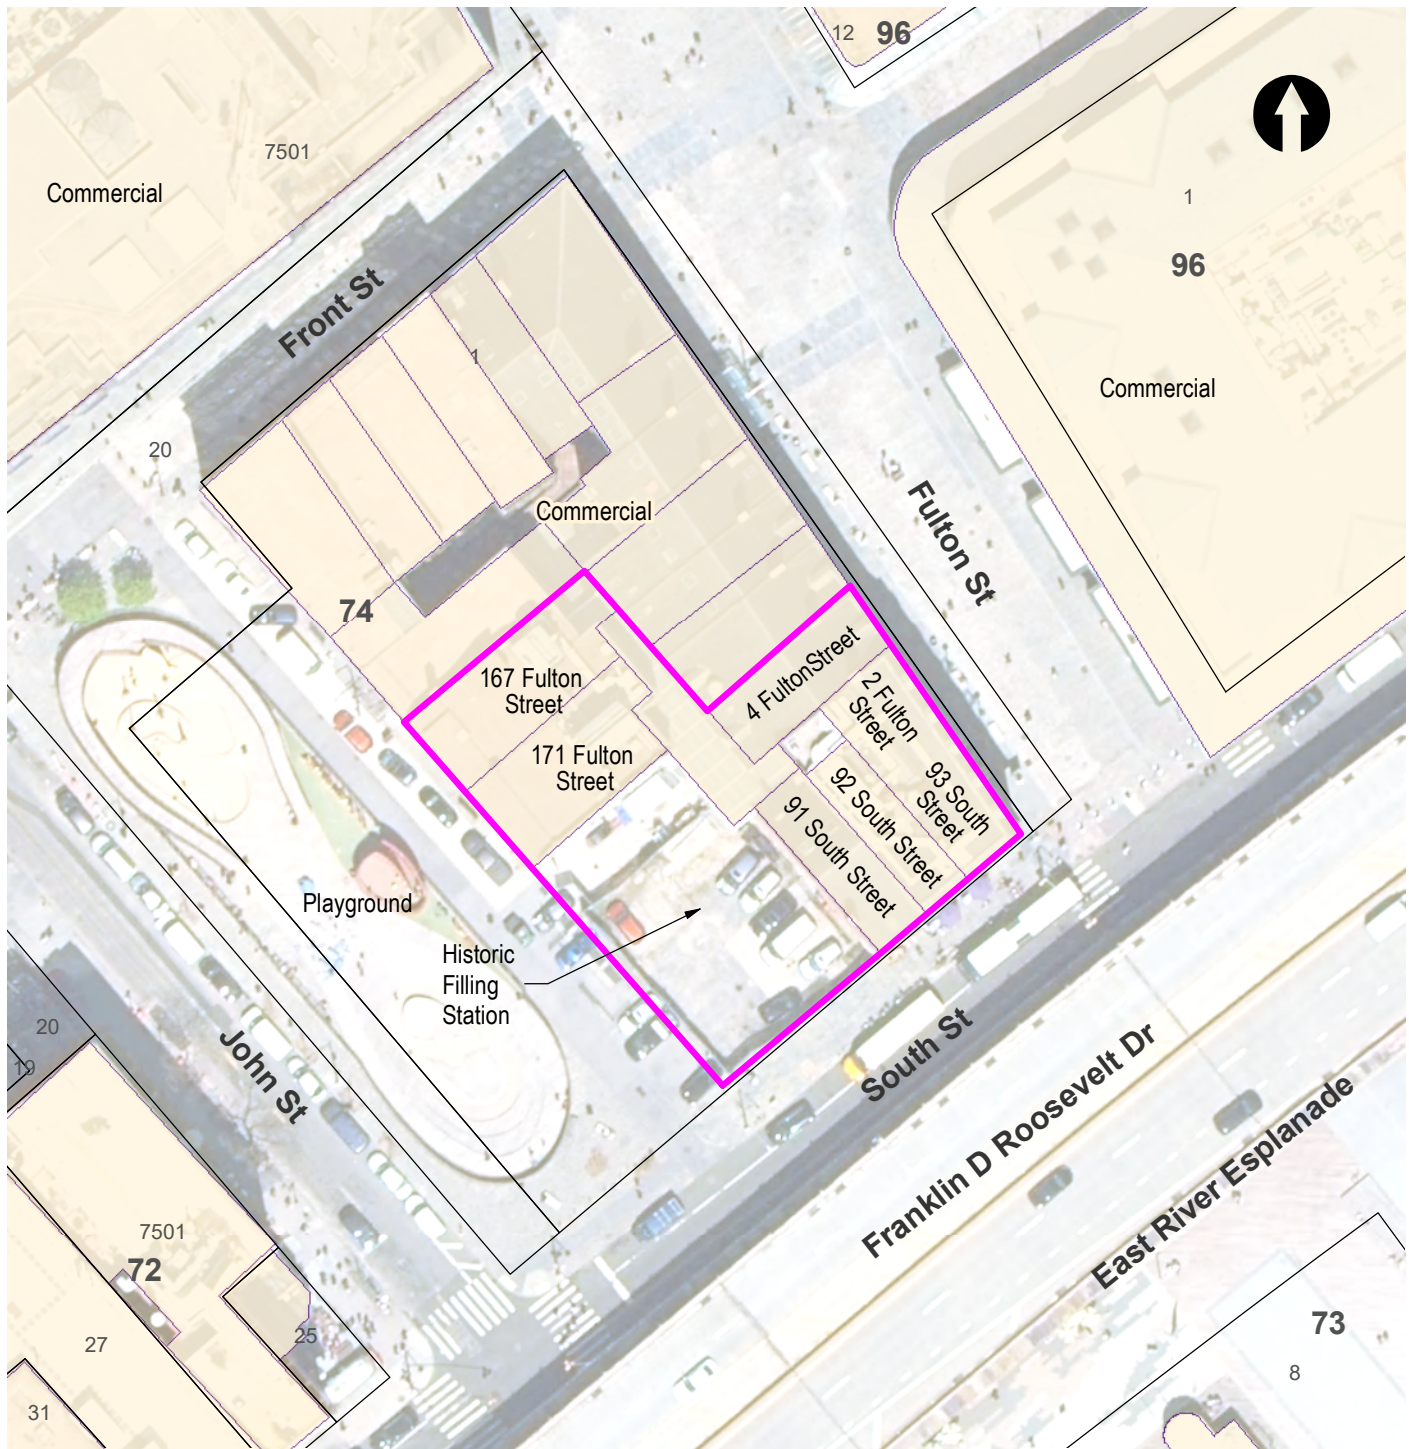 12
96
7501
Commercial
1
96
Front St
1
Commercial
20
Commercial
Fulton St
74
4 FultonStreet
167 Fulton
Street
2 Fulton
Street
171 Fulton
Street
93 South
Street
92 South Street
91 South Street
Playground
Historic
Filling
Station
20
19
John St
South St
Franklin D Roosevelt Dr
East River Esplanade
7501
72
25
27
73
8
31